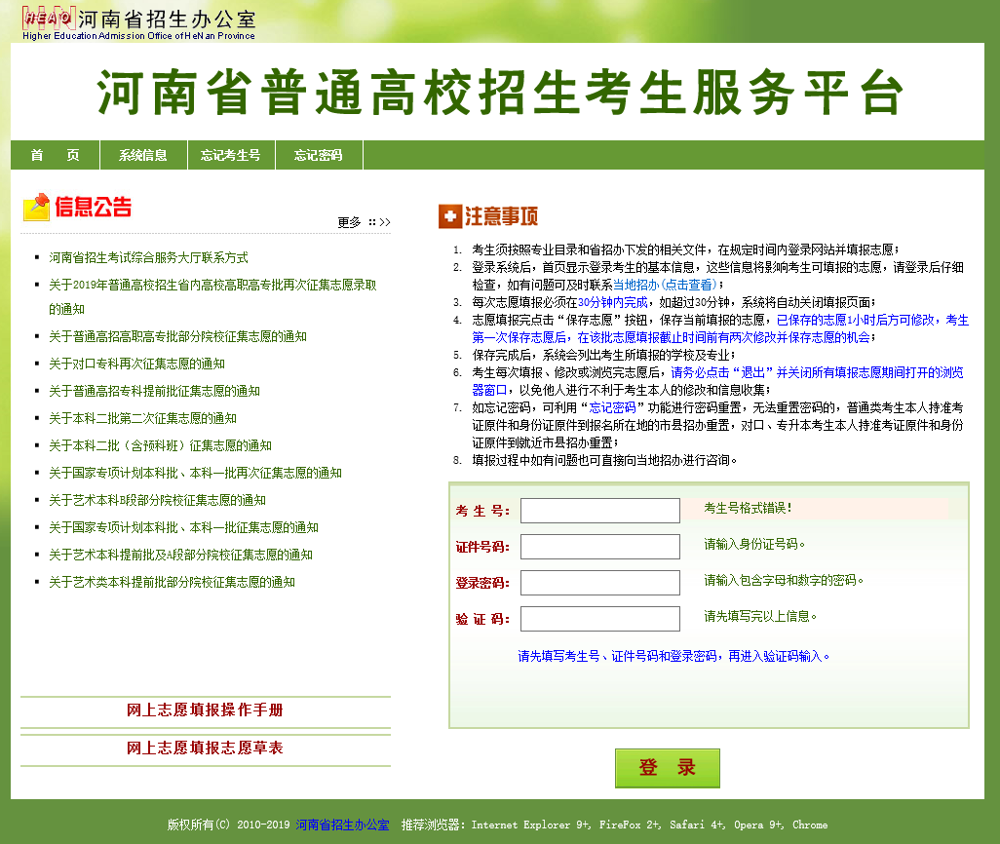 HEAO 河南省招生办公室
Higher Education Admission Office of HeNan Province
河南省普通高校招生考生服务平台
首 页 系统信息 忘记考生号 忘记密码
信息公告
更多 ∷ >>
河南省招生考试综合服务大厅联系方式
关于2019年普通高校招生省内高校高职高专批再次征集志愿录取
的通知
关于普通高招高职高专批部分院校征集志愿的通知
关于对口专科再次征集志愿的通知
关于普通高招专科提前批征集志愿的通知
关于本科二批第二次征集志愿的通知
关于本科二批（含预科班）征集志愿的通知
关于国家专项计划本科批、本科一批再次征集志愿的通知
关于艺术本科B段部分院校征集志愿的通知
关于国家专项计划本科批、本科一批征集志愿的通知
关于艺术本科提前批及A段部分院校征集志愿的通知
关于艺术类本科提前批部分院校征集志愿的通知
网上志愿填报操作手册
网上志愿填报志愿草表
注意事项
1. 考生须按照专业目录和省招办下发的相关文件，在规定时间内登录网站并填报志愿；
2. 登录系统后，首页显示登录考生的基本信息，这些信息将影响考生可填报的志愿，请登录后仔细
检查，如有问题可及时联系当地招办(点击查看)；
3. 每次志愿填报必须在30分钟内完成，如超过30分钟，系统将自动关闭填报页面；
4. 志愿填报完点击“保存志愿”按钮，保存当前填报的志愿，已保存的志愿1小时后方可修改，考生
第一次保存志愿后，在该批志愿填报截止时间前有两次修改并保存志愿的机会；
5. 保存完成后，系统会列出考生所填报的学校及专业；
6. 考生每次填报、修改或浏览完志愿后，请务必点击“退出”并关闭所有填报志愿期间打开的浏览
器窗口，以免他人进行不利于考生本人的修改和信息收集；
7. 如忘记密码，可利用“忘记密码”功能进行密码重置，无法重置密码的，普通类考生本人持准考
证原件和身份证原件到报名所在地的市县招办重置，对口、专升本考生本人持准考证原件和身份
证原件到就近市县招办重置；
8. 填报过程中如有问题也可直接向当地招办进行咨询。
考 生 号： 考生号格式错误！
证件号码： 请输入身份证号码。
登录密码： 请输入包含字母和数字的密码。
验 证 码： 请先填写完以上信息。
请先填写考生号、证件号码和登录密码，再进入验证码输入。
登 录
版权所有(C) 2010-2019 河南省招生办公室 推荐浏览器：Internet Explorer 9+, FireFox 2+, Safari 4+, Opera 9+, Chrome